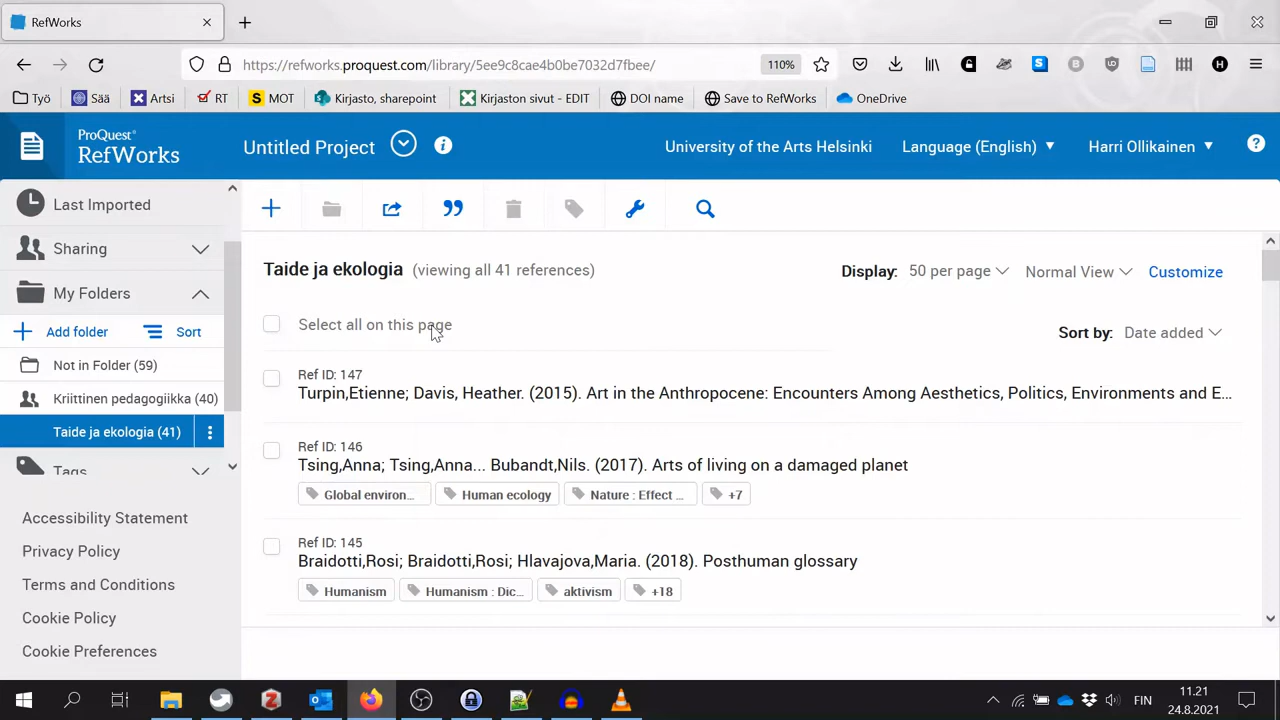 RefWorks
https://refworks.proquest.com/library/5ee9c8cae4b0be7032d7fbee/
110%
Työ
Sää
Artsi
RT
MOT
Kirjasto, sharepoint
Kirjaston sivut - EDIT
DOI name
Save to RefWorks
OneDrive
ProQuest®
RefWorks
Untitled Project
University of the Arts Helsinki
Language (English)
Harri Ollikainen
Last Imported
Sharing
My Folders
Add folder
Sort
Not in Folder (59)
Kriittinen pedagogiikka (40)
Taide ja ekologia (41)
Tags
Accessibility Statement
Privacy Policy
Terms and Conditions
Cookie Policy
Cookie Preferences
Taide ja ekologia (viewing all 41 references)
Display: 50 per page
Normal View
Customize
Select all on this page
Sort by: Date added
Ref ID: 147
Turpin,Etienne; Davis, Heather. (2015). Art in the Anthropocene: Encounters Among Aesthetics, Politics, Environments and E...
Ref ID: 146
Tsing,Anna; Tsing,Anna... Bubandt,Nils. (2017). Arts of living on a damaged planet
Global environ...
Human ecology
Nature : Effect ...
+7
Ref ID: 145
Braidotti,Rosi; Braidotti,Rosi; Hlavajova,Maria. (2018). Posthuman glossary
Humanism
Humanism : Dic...
aktivism
+18
FIN
11.21
24.8.2021